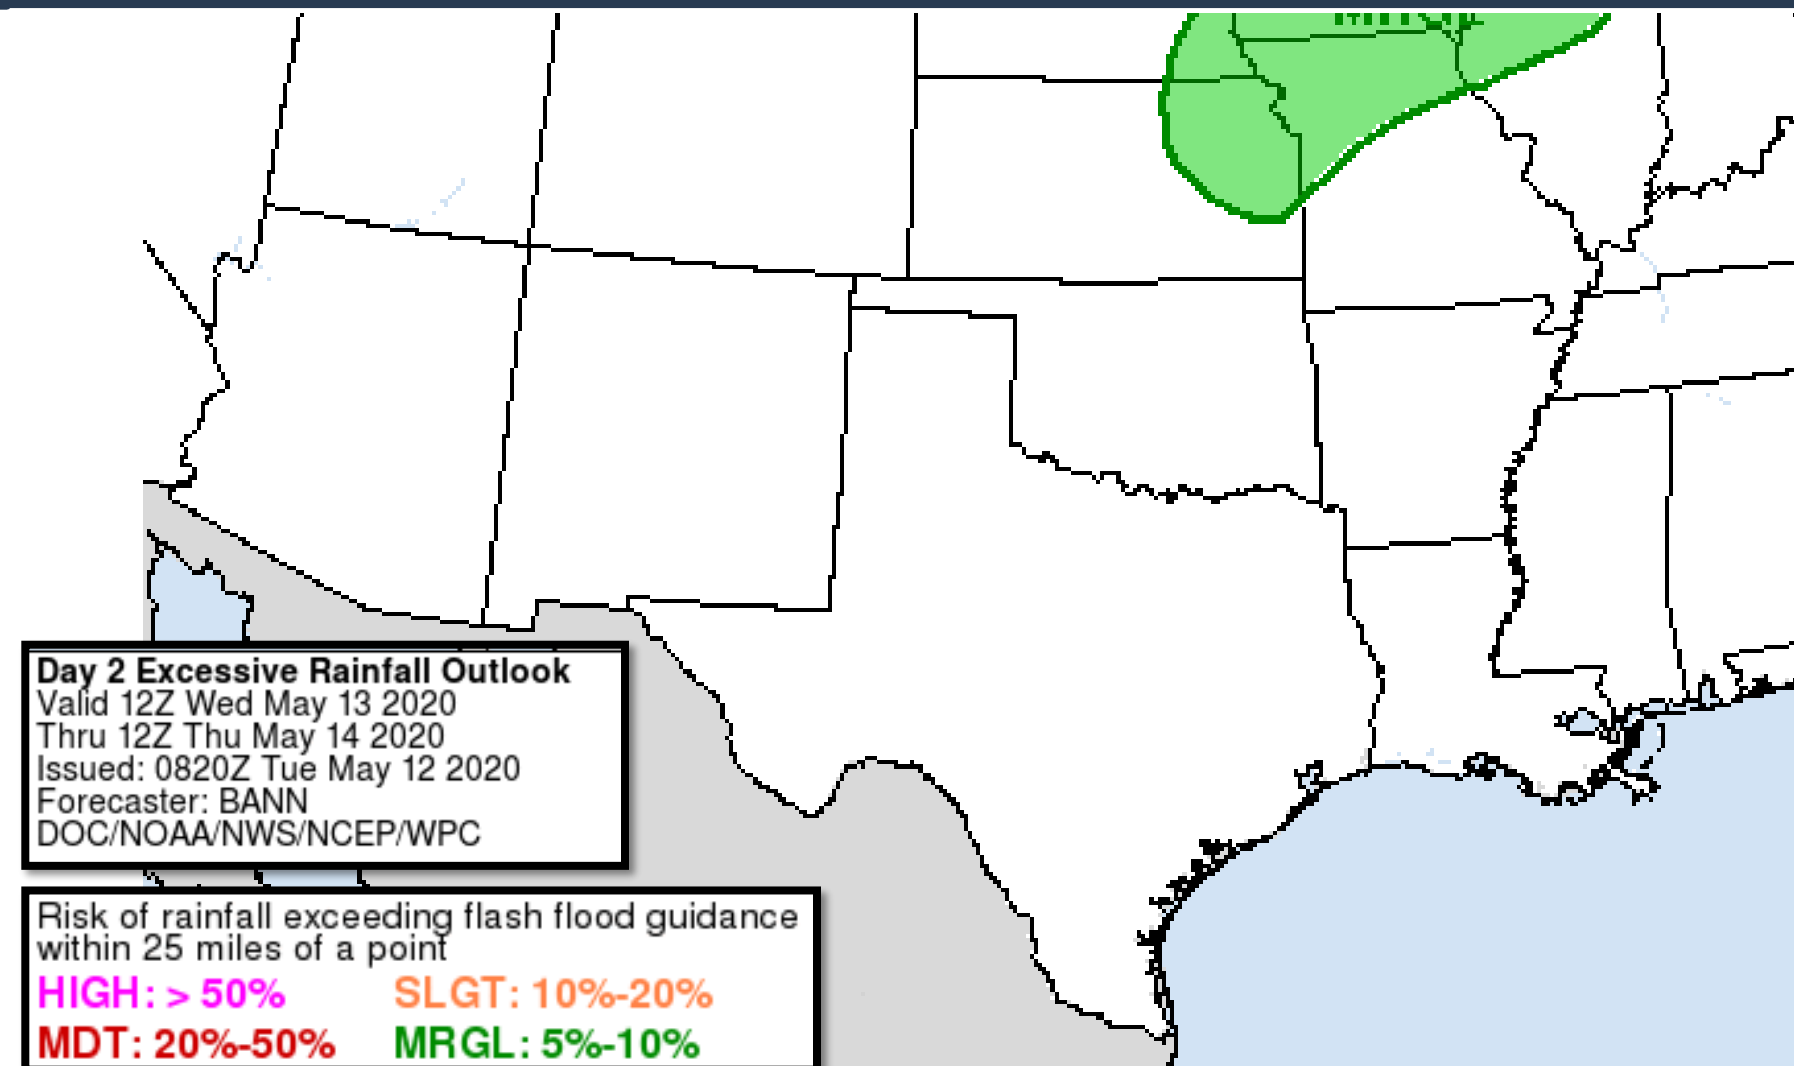 Day 2 Excessive Rainfall Outlook
Valid 12Z Wed May 13 2020
Thru 12Z Thu May 14 2020
Issued: 0820Z Tue May 12 2020
Forecaster: BANN
DOC/NOAA/NWS/NCEP/WPC
Risk of rainfall exceeding flash flood guidance
within 25 miles of a point
HIGH: > 50% SLGT: 10%-20%
MDT: 20%-50% MRGL: 5%-10%